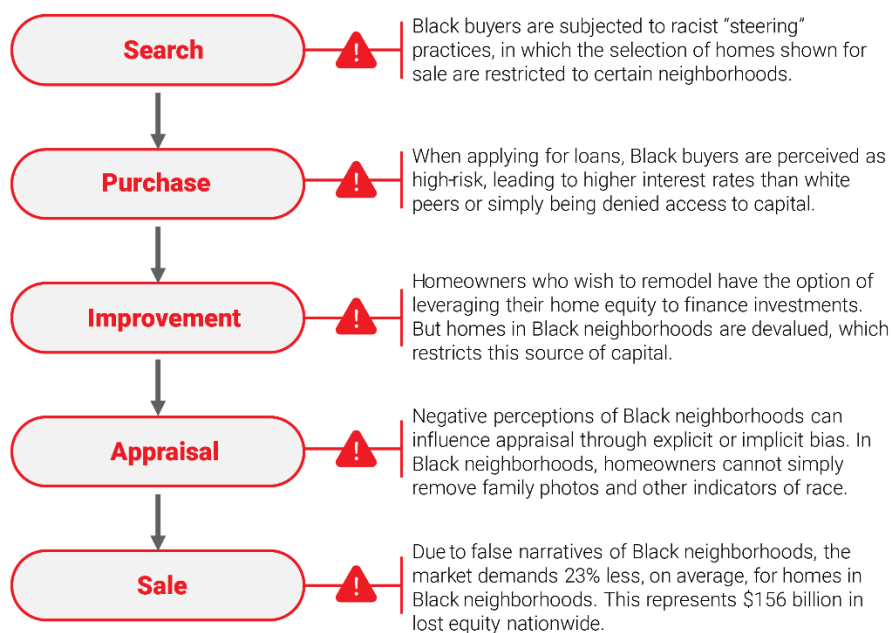 Search
Black buyers are subjected to racist “steering”
practices, in which the selection of homes shown for
sale are restricted to certain neighborhoods.
Purchase
When applying for loans, Black buyers are perceived as
high-risk, leading to higher interest rates than white
peers or simply being denied access to capital.
Improvement
Homeowners who wish to remodel have the option of
leveraging their home equity to finance investments.
But homes in Black neighborhoods are devalued, which
restricts this source of capital.
Appraisal
Negative perceptions of Black neighborhoods can
influence appraisal through explicit or implicit bias. In
Black neighborhoods, homeowners cannot simply
remove family photos and other indicators of race.
Sale
Due to false narratives of Black neighborhoods, the
market demands 23% less, on average, for homes in
Black neighborhoods. This represents $156 billion in
lost equity nationwide.